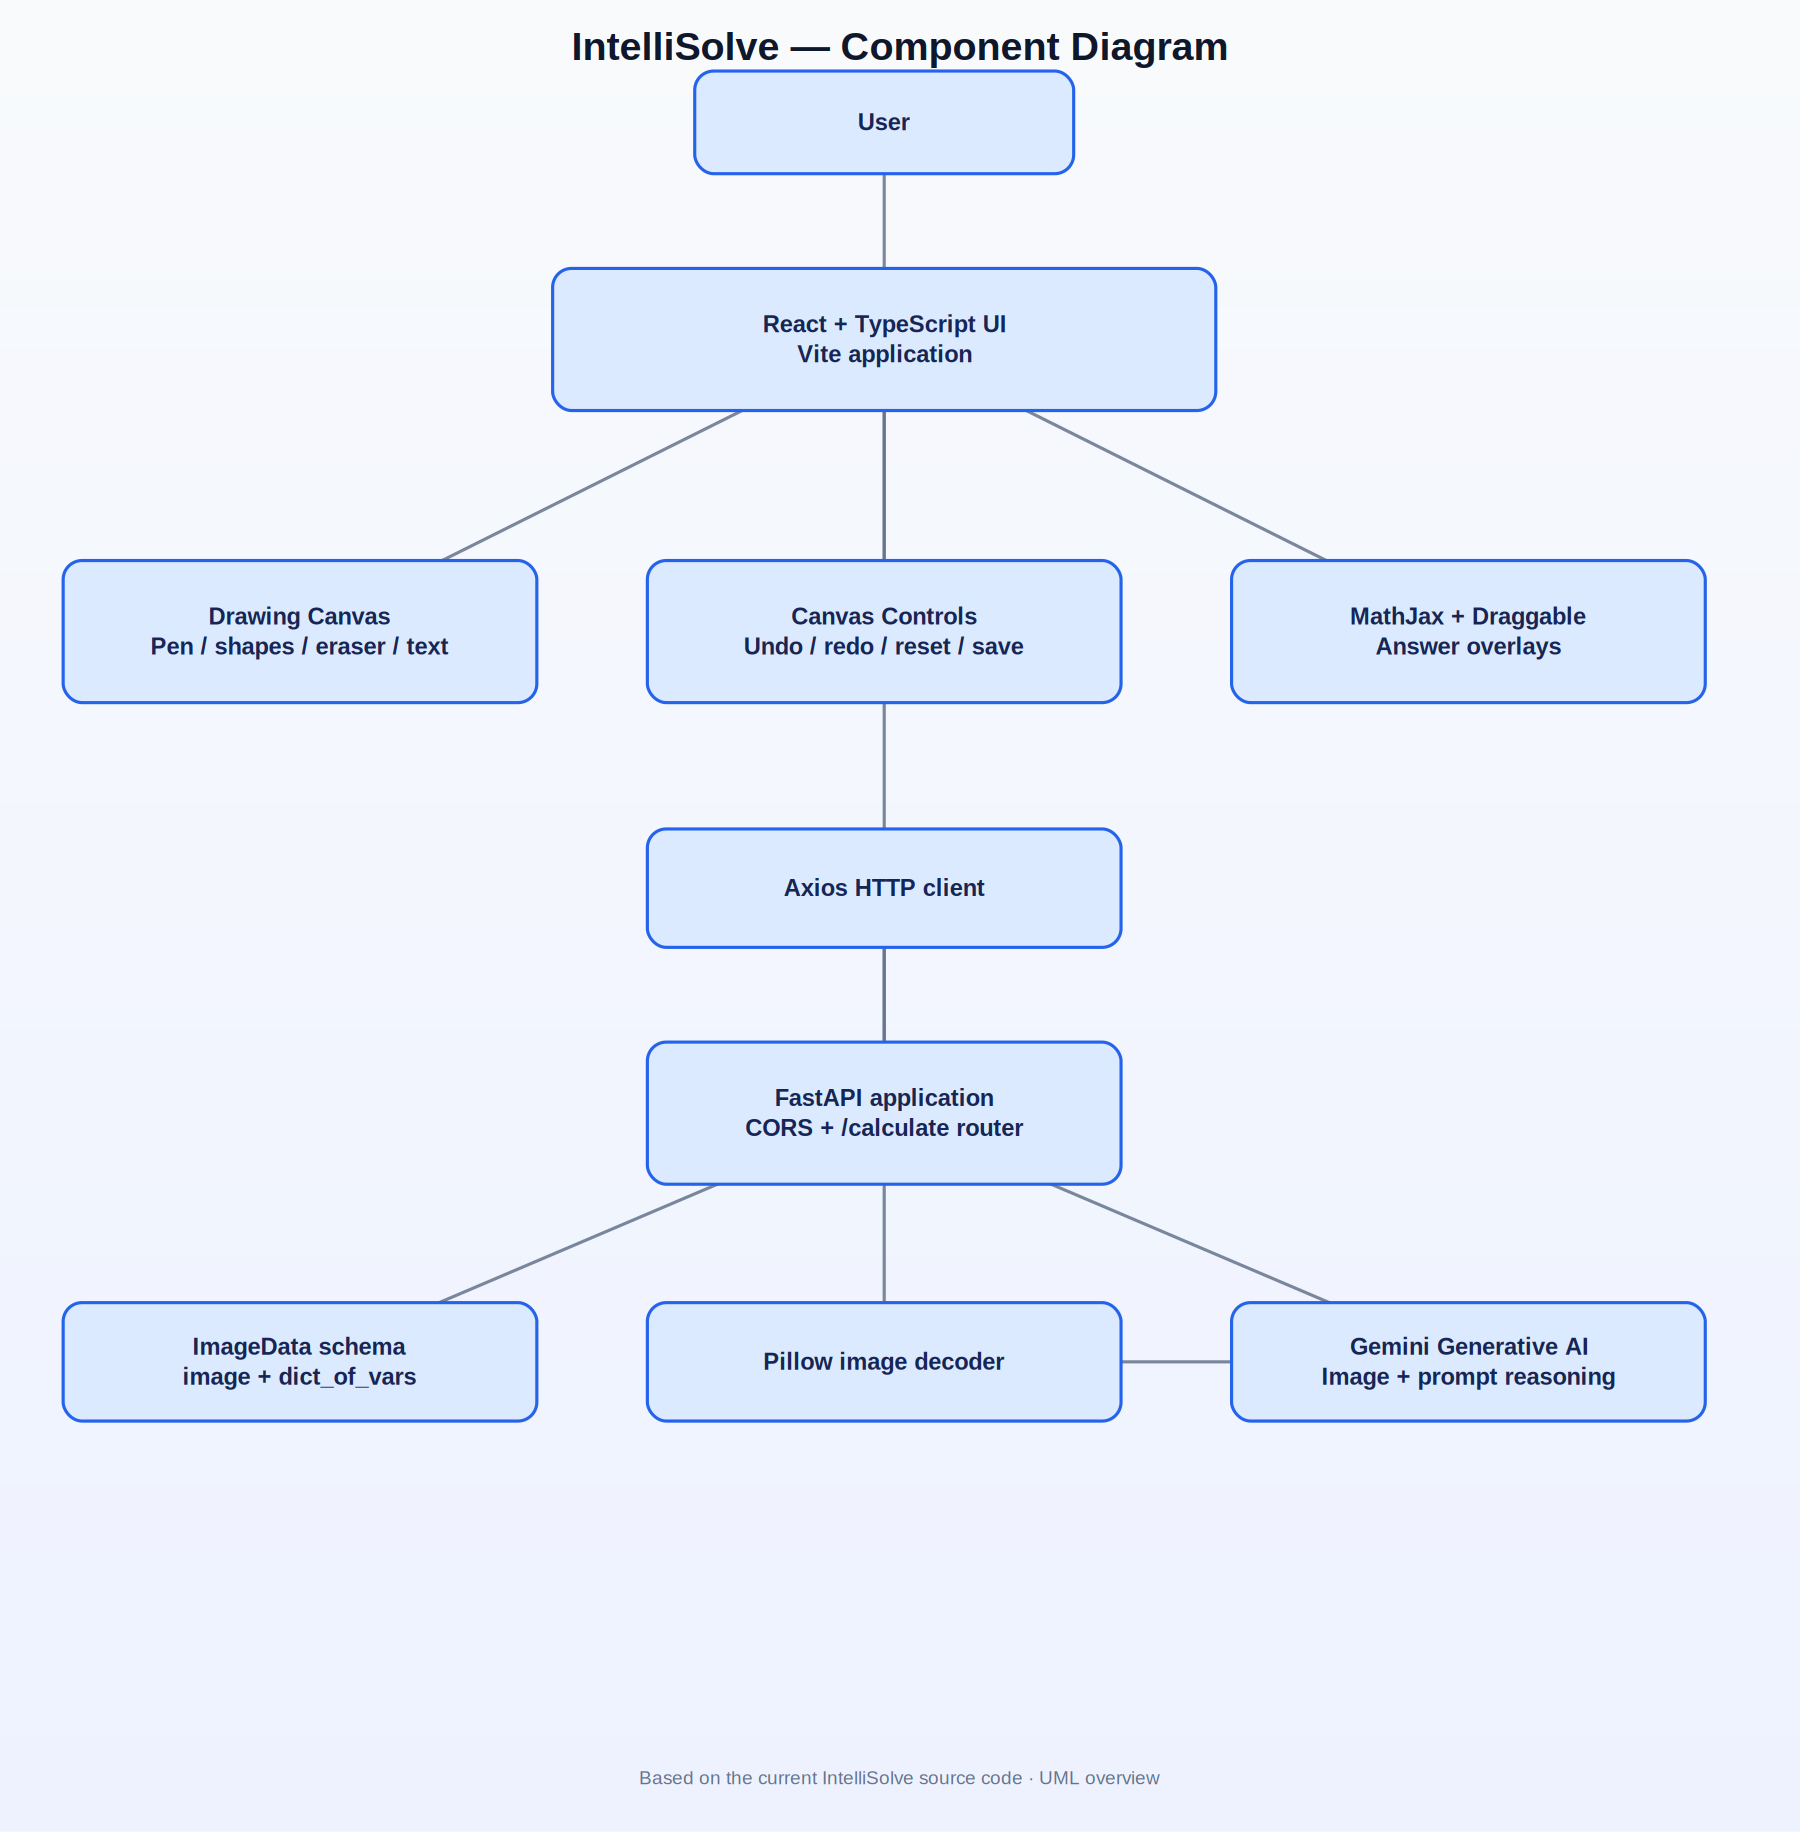 IntelliSolve — Component Diagram
User
React + TypeScript UI
Vite application
Drawing Canvas
Pen / shapes / eraser / text
Canvas Controls
Undo / redo / reset / save
MathJax + Draggable
Answer overlays
Axios HTTP client
FastAPI application
CORS + /calculate router
ImageData schema
image + dict_of_vars
Pillow image decoder
Gemini Generative AI
Image + prompt reasoning
Based on the current IntelliSolve source code · UML overview